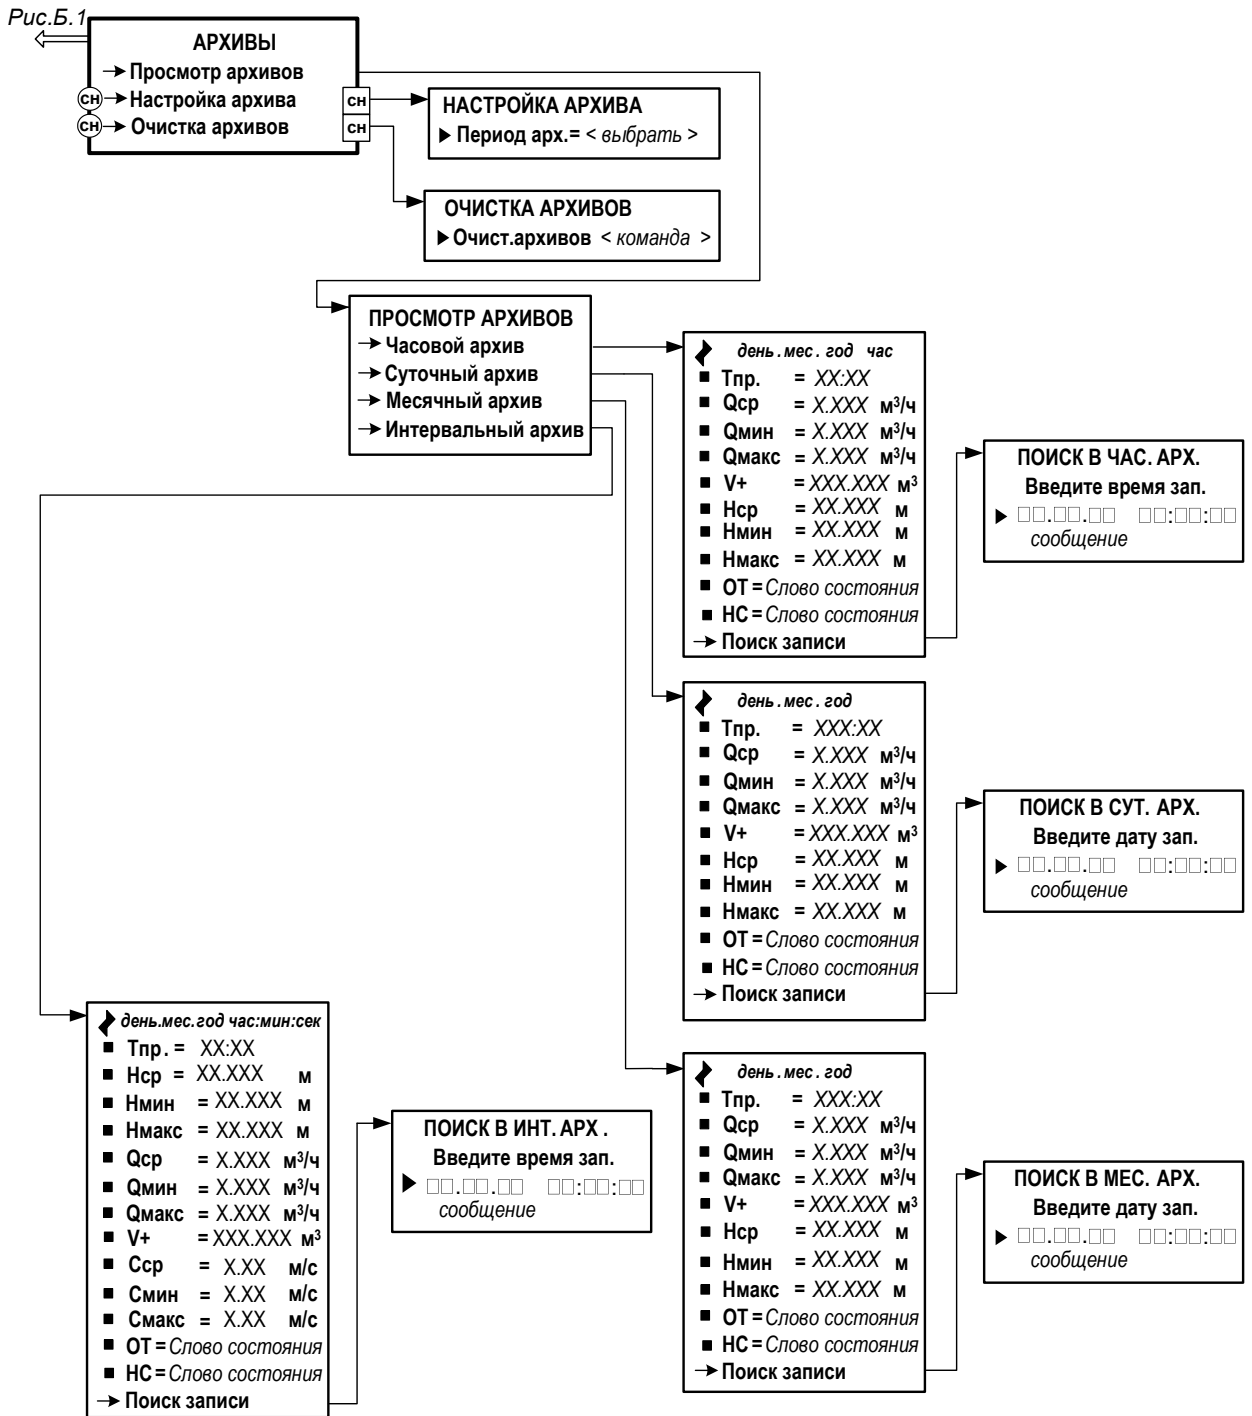 Рис.Б.1
АРХИВЫ
Просмотр архивов
сн Настройка архива сн
сн Очистка архивов сн
НАСТРОЙКА АРХИВА
Период арх.= < выбрать >
ОЧИСТКА АРХИВОВ
Очист.архивов < команда >
ПРОСМОТР АРХИВОВ
Часовой архив
Суточный архив
Месячный архив
Интервальный архив
день.мес. год час
Тпр. = XX:XX
Qср = X.XXX м³/ч
Qмин = X.XXX м³/ч
Qмакс = X.XXX м³/ч
V+ = XXX.XXX м³
Нср = XX.XXX м
Нмин = XX.XXX м
Нмакс = XX.XXX м
ОТ = Слово состояния
НС = Слово состояния
Поиск записи
ПОИСК В ЧАС. АРХ.
Введите время зап.
□□.□□.□□ □□:□□:□□
сообщение
день.мес. год
Тпр. = XXX:XX
Qср = X.XXX м³/ч
Qмин = X.XXX м³/ч
Qмакс = X.XXX м³/ч
V+ = XXX.XXX м³
Нср = XX.XXX м
Нмин = XX.XXX м
Нмакс = XX.XXX м
ОТ = Слово состояния
НС = Слово состояния
Поиск записи
ПОИСК В СУТ. АРХ.
Введите дату зап.
□□.□□.□□ □□:□□:□□
сообщение
день.мес.год час:мин:сек
Тпр. = XX:XX
Нср = XX.XXX м
Нмин = XX.XXX м
Нмакс = XX.XXX м
Qср = X.XXX м³/ч
Qмин = X.XXX м³/ч
Qмакс = X.XXX м³/ч
V+ = XXX.XXX м³
Сср = X.XX м/с
Смин = X.XX м/с
Смакс = X.XX м/с
ОТ = Слово состояния
НС = Слово состояния
Поиск записи
ПОИСК В ИНТ. АРХ .
Введите время зап.
□□.□□.□□ □□:□□:□□
сообщение
день.мес. год
Тпр. = XXX:XX
Qср = X.XXX м³/ч
Qмин = X.XXX м³/ч
Qмакс = X.XXX м³/ч
V+ = XXX.XXX м³
Нср = XX.XXX м
Нмин = XX.XXX м
Нмакс = XX.XXX м
ОТ = Слово состояния
НС = Слово состояния
Поиск записи
ПОИСК В МЕС. АРХ.
Введите дату зап.
□□.□□.□□ □□:□□:□□
сообщение